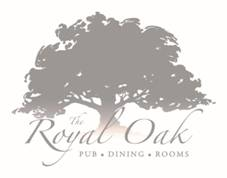 The
Royal Oak
PUB • DINING • ROOMS